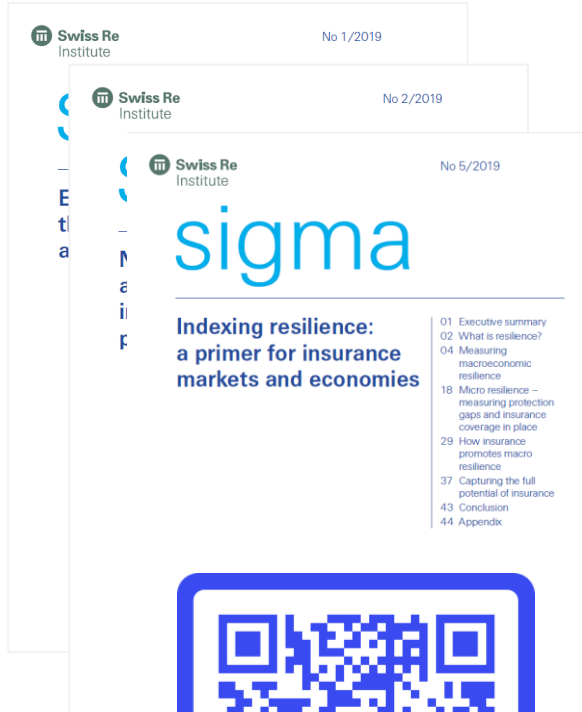 Swiss Re
Institute
No 1/2019
Swiss Re
Institute
No 2/2019
Swiss Re
Institute
No 5/2019
sigma
Indexing resilience:
a primer for insurance
markets and economies
01 Executive summary
02 What is resilience?
04 Measuring
macroeconomic
resilience
18 Micro resilience –
measuring protection
gaps and insurance
coverage in place
29 How insurance
promotes macro
resilience
37 Capturing the full
potential of insurance
43 Conclusion
44 Appendix